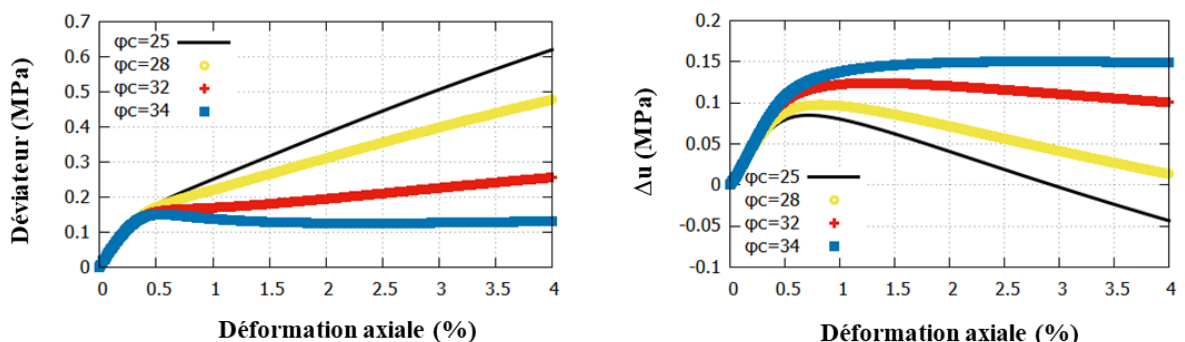 Déviateur (MPa)
0.7
0.6
0.5
0.4
0.3
0.2
0.1
0
φc=25
φc=28
φc=32
φc=34
0 0.5 1 1.5 2 2.5 3 3.5 4
Déformation axiale (%)
Δu (MPa)
0.2
0.15
0.1
0.05
0
-0.05
-0.1
φc=25
φc=28
φc=32
φc=34
0 0.5 1 1.5 2 2.5 3 3.5 4
Déformation axiale (%)